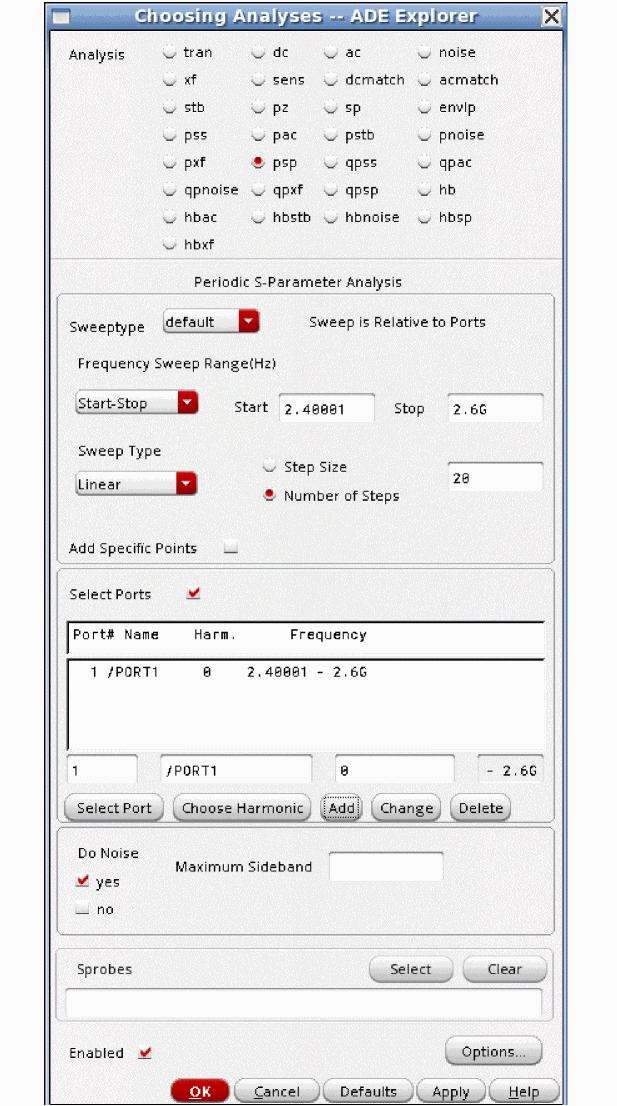 Choosing Analyses -- ADE Explorer
Analysis tran dc ac noise
xf sens dcmatch acmatch
stb pz sp envlp
pss pac pstb pnoise
pxf psp qpss qpac
qpnoise qpxf qpsp hb
hbac hbstb hbnoise hbsp
hbxf
Periodic S-Parameter Analysis
Sweeptype default Sweep is Relative to Ports
Frequency Sweep Range(Hz)
Start-Stop Start 2.40001 Stop 2.6G
Sweep Type
Linear Step Size 20
Number of Steps
Add Specific Points
Select Ports
Port# Name Harm. Frequency
1 /PORT1 0 2.40001 - 2.6G
1 /PORT1 0 - 2.6G
Select Port Choose Harmonic Add Change Delete
Do Noise
Maximum Sideband
yes
no
Sprobes Select Clear
Enabled Options...
OK Cancel Defaults Apply Help